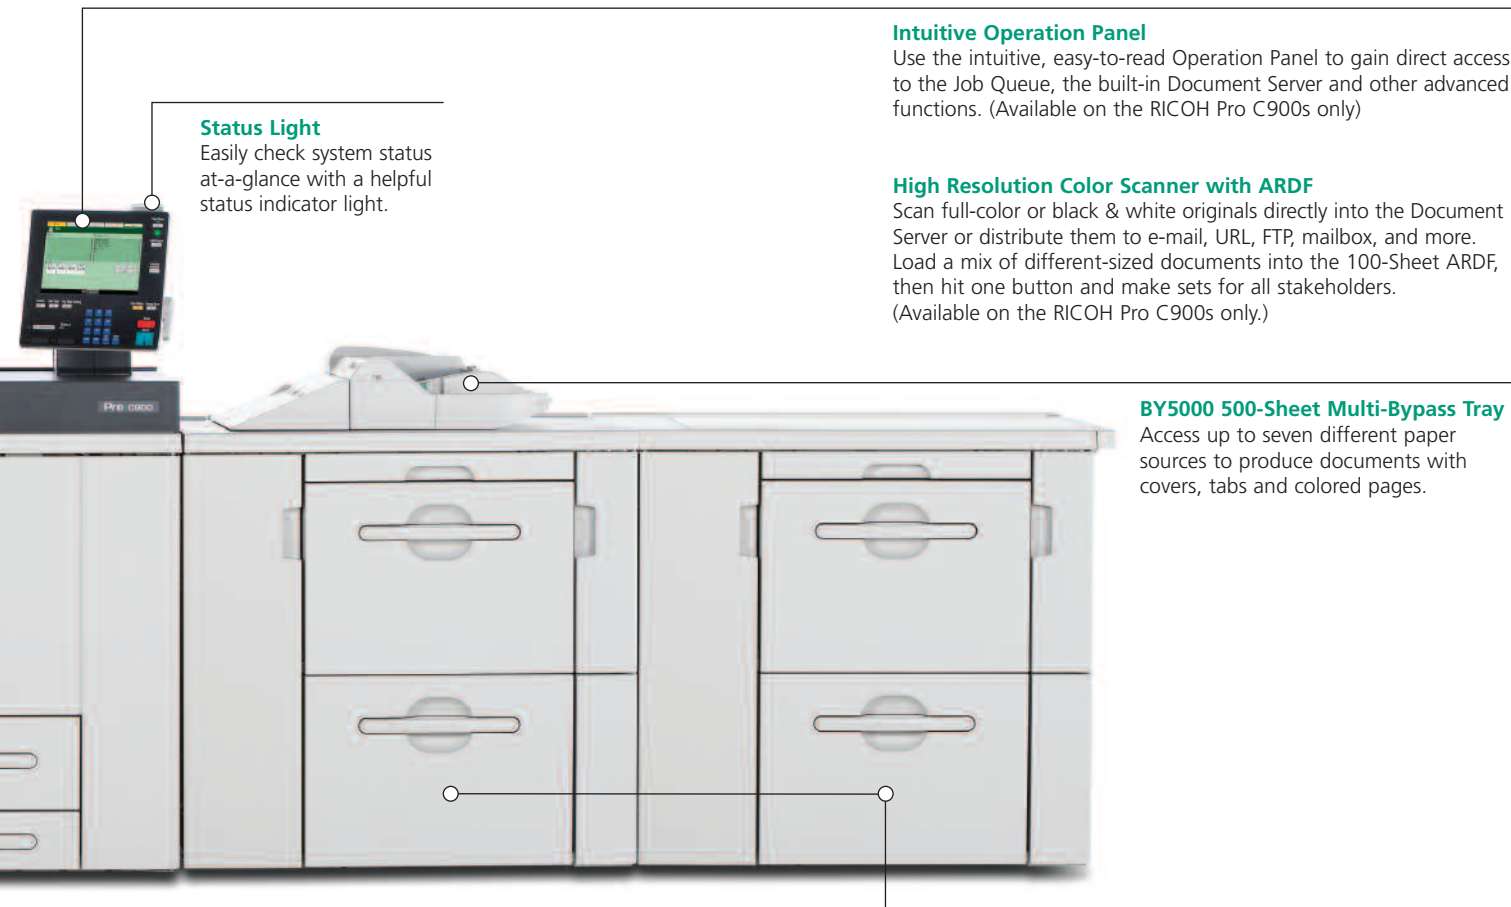 Intuitive Operation Panel
Use the intuitive, easy-to-read Operation Panel to gain direct access
to the Job Queue, the built-in Document Server and other advanced
functions. (Available on the RICOH Pro C900s only)
Status Light
Easily check system status
at-a-glance with a helpful
status indicator light.
High Resolution Color Scanner with ARDF
Scan full-color or black & white originals directly into the Document
Server or distribute them to e-mail, URL, FTP, mailbox, and more.
Load a mix of different-sized documents into the 100-Sheet ARDF,
then hit one button and make sets for all stakeholders.
(Available on the RICOH Pro C900s only.)
Pro C900
BY5000 500-Sheet Multi-Bypass Tray
Access up to seven different paper
sources to produce documents with
covers, tabs and colored pages.